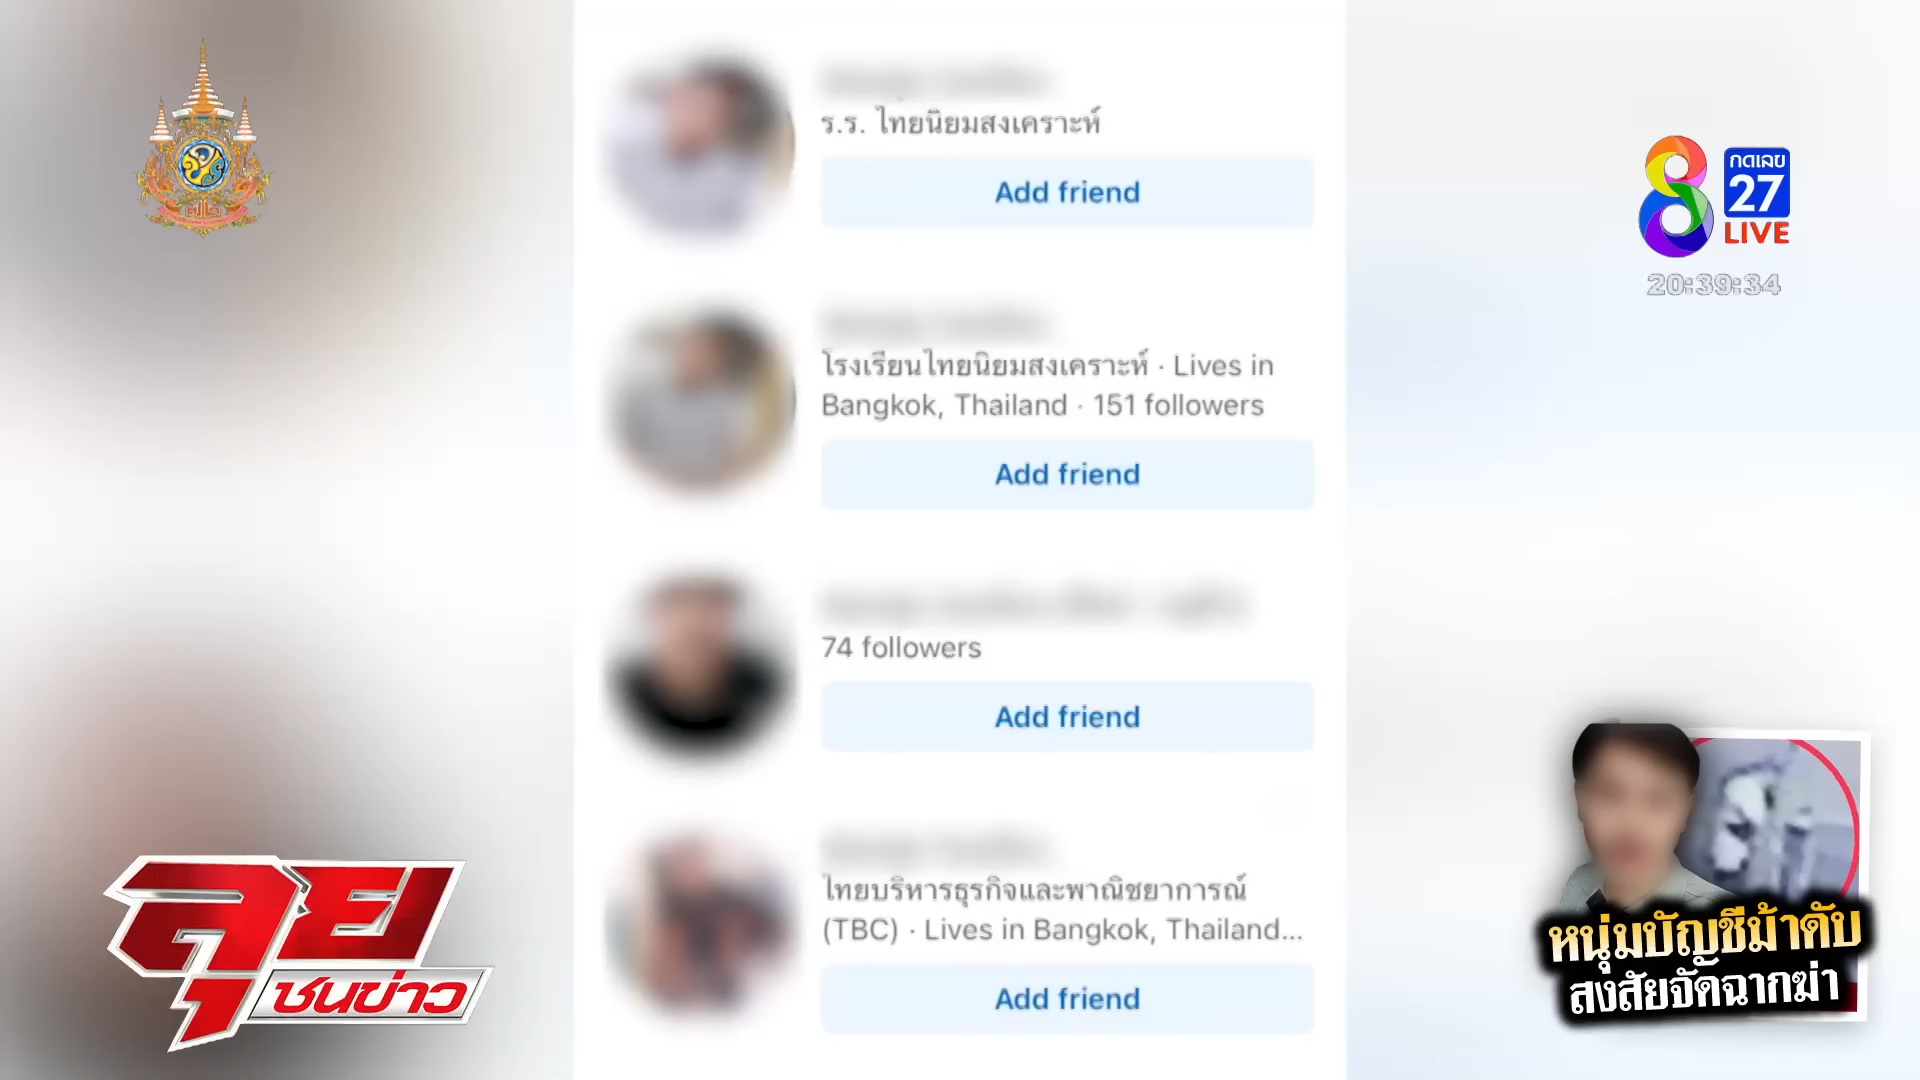 ร.ร. ไทยนิยมสงเคราะห์
Add friend
โรงเรียนไทยนิยมสงเคราะห์ · Lives in
Bangkok, Thailand · 151 followers
Add friend
74 followers
Add friend
ไทยบริหารธุรกิจและพาณิชยาการณ์
(TBC) · Lives in Bangkok, Thailand...
Add friend
๗๒
8
กดเลข
27
LIVE
20:39:34
ลุย
ชนข่าว
หนุ่มบัญชีม้าดับ
สงสัยจัดฉากฆ่า